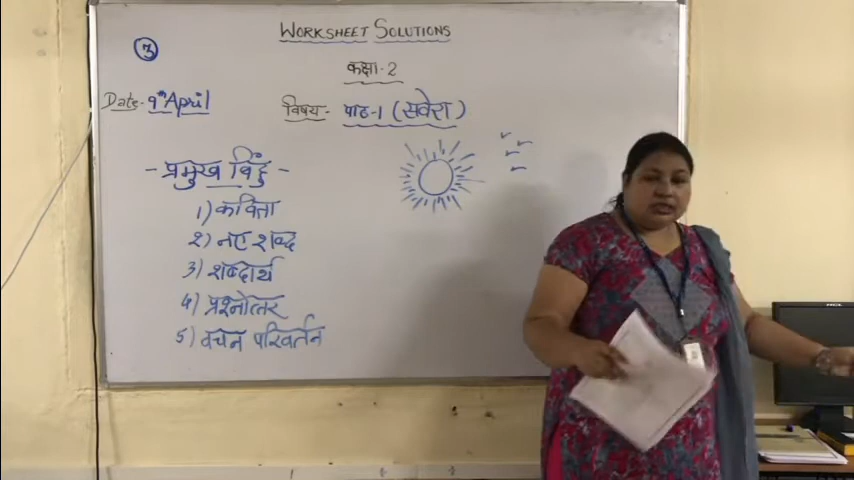 WORKSHEET SOLUTIONS
3
कक्षा-2
Date- 9th April
विषय- पाठ-1 (सवेरा)
- प्रमुख बिंदु -
1) कविता
2) नए शब्द
3) शब्दार्थ
4) प्रश्नोत्तर
5) वचन परिवर्तन